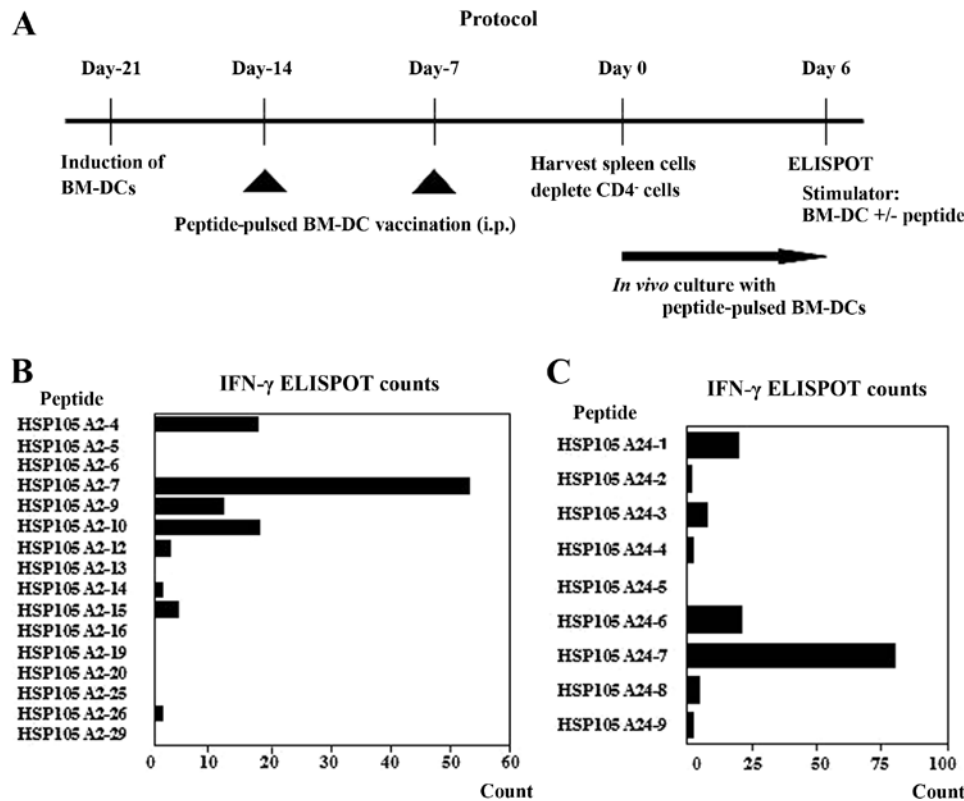 A
Protocol
Day-21 Day-14 Day-7 Day 0 Day 6
Induction of
BM-DCs
Peptide-pulsed BM-DC vaccination (i.p.)
Harvest spleen cells
deplete CD4- cells
ELISPOT
Stimulator:
BM-DC +/- peptide
In vivo culture with
peptide-pulsed BM-DCs
B
IFN-γ ELISPOT counts
Peptide
HSP105 A2-4
HSP105 A2-5
HSP105 A2-6
HSP105 A2-7
HSP105 A2-9
HSP105 A2-10
HSP105 A2-12
HSP105 A2-13
HSP105 A2-14
HSP105 A2-15
HSP105 A2-16
HSP105 A2-19
HSP105 A2-20
HSP105 A2-25
HSP105 A2-26
HSP105 A2-29
0 10 20 30 40 50 60
Count
C
IFN-γ ELISPOT counts
Peptide
HSP105 A24-1
HSP105 A24-2
HSP105 A24-3
HSP105 A24-4
HSP105 A24-5
HSP105 A24-6
HSP105 A24-7
HSP105 A24-8
HSP105 A24-9
0 25 50 75 100
Count